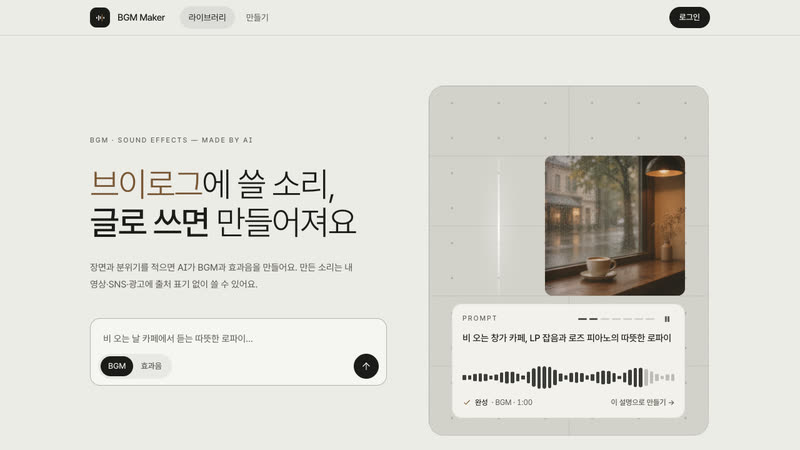 BGM Maker
라이브러리
만들기
로그인
BGM · SOUND EFFECTS — MADE BY AI
브이로그에 쓸 소리,
글로 쓰면 만들어져요
장면과 분위기를 적으면 AI가 BGM과 효과음을 만들어요. 만든 소리는 내
영상·SNS·광고에 출처 표기 없이 쓸 수 있어요.
비 오는 날 카페에서 듣는 따뜻한 로파이...
BGM
효과음
PROMPT
비 오는 창가 카페, LP 잡음과 로즈 피아노의 따뜻한 로파이
완성 · BGM · 1:00
이 설명으로 만들기 →